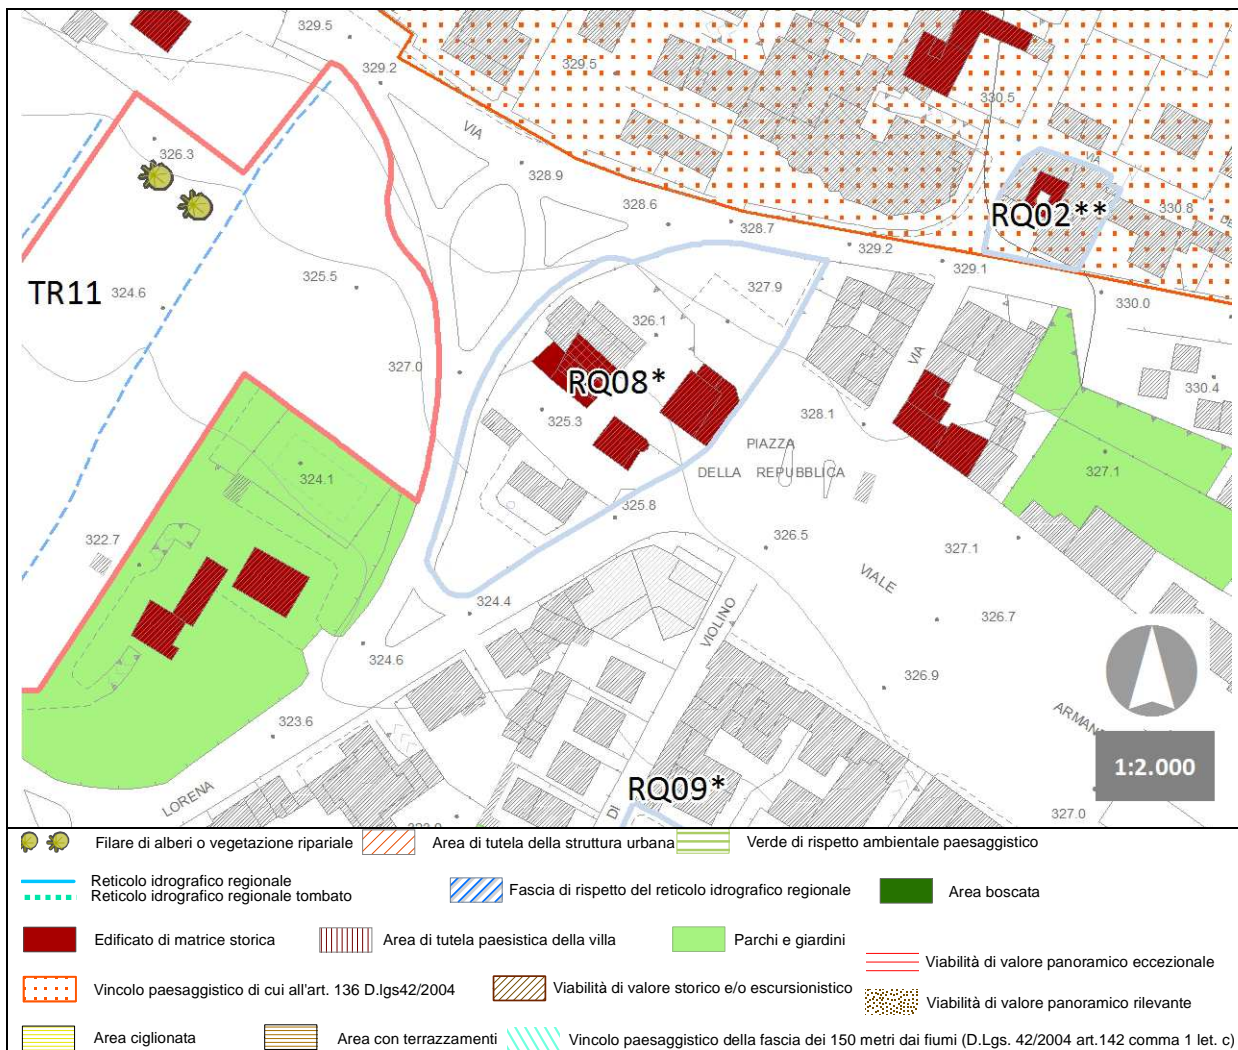 329.5
329.2
329.5
330.5
VIA
326.3
328.9
VIA
328.6
RQ02**
330.8
DE
328.7
329.2
329.1
325.5
TR11
324.6
327.9
330.0
326.1
VIA
327.0
RQ08*
330.4
325.3
328.1
PIAZZA
DELLA REPUBBLICA
327.1
324.1
325.8
322.7
326.5
327.1
VIALE
324.4
VIOLINO
326.7
324.6
326.9
323.6
ARMAN
RQ09*
1:2.000
LORENA
DI
327.0
Filare di alberi o vegetazione ripariale
Area di tutela della struttura urbana
Verde di rispetto ambientale paesaggistico
Reticolo idrografico regionale
Reticolo idrografico regionale tombato
Fascia di rispetto del reticolo idrografico regionale
Area boscata
Edificato di matrice storica
Area di tutela paesistica della villa
Parchi e giardini
Viabilità di valore panoramico eccezionale
Vincolo paesaggistico di cui all'art. 136 D.lgs42/2004
Viabilità di valore storico e/o escursionistico
Viabilità di valore panoramico rilevante
Area ciglionata
Area con terrazzamenti
Vincolo paesaggistico della fascia dei 150 metri dai fiumi (D.Lgs. 42/2004 art.142 comma 1 let. c)